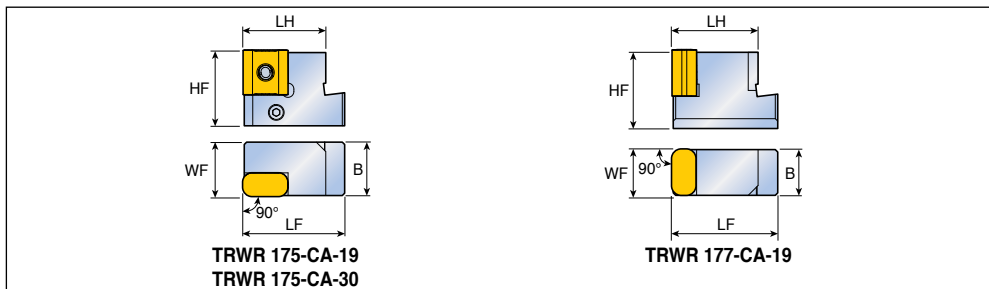 LH
HF
WF
B
90°
LF
TRWR 175-CA-19
TRWR 175-CA-30
LH
HF
WF
90°
B
LF
TRWR 177-CA-19